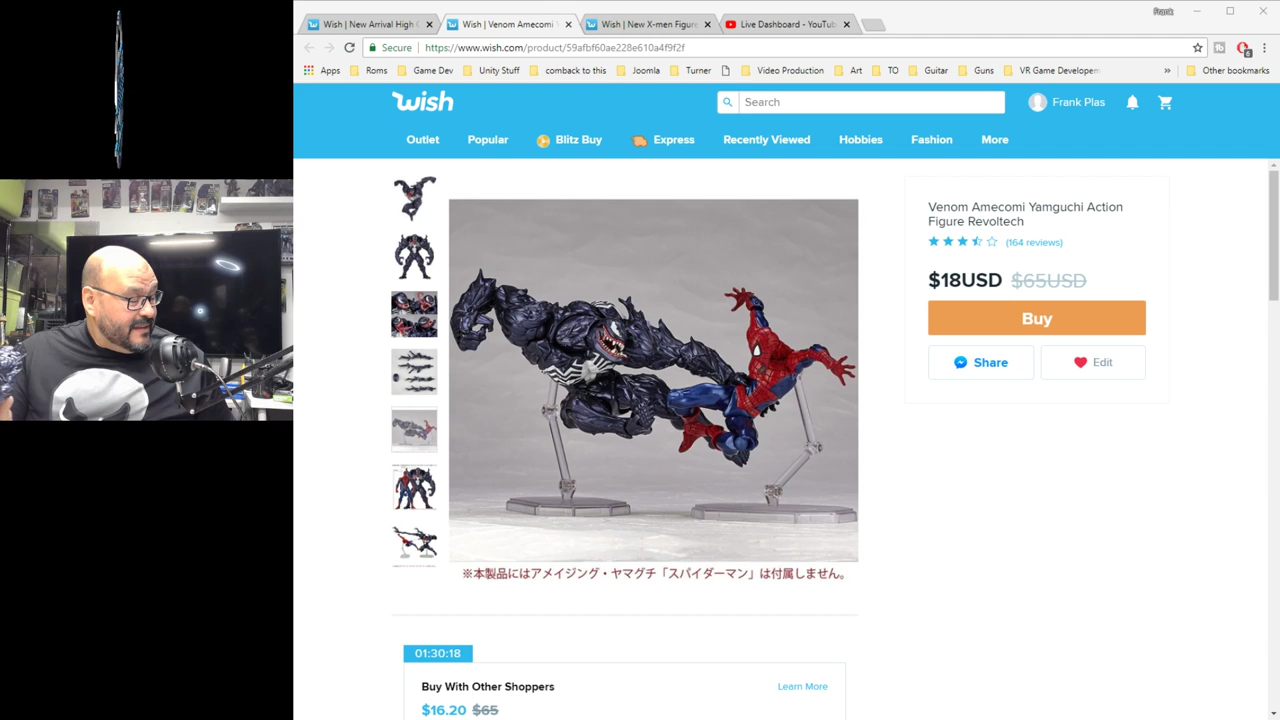 Frank
Wish | New Arrival High
Wish | Venom Amecomi
Wish | New X-men Figure
Live Dashboard - YouTub
Secure
https://www.wish.com/product/59afbf60ae228e610a4f9f2f
6
Apps
Roms
Game Dev
Unity Stuff
comback to this
Joomla
Turner
Video Production
Art
TO
Guitar
Guns
VR Game Developem
»
Other bookmarks
wish
Search
Frank Plas
Outlet
Popular
Blitz Buy
Express
Recently Viewed
Hobbies
Fashion
More
Venom Amecomi Yamguchi Action
Figure Revoltech
(164 reviews)
$18USD $65USD
Buy
Share
Edit
※本製品にはアメイジング・ヤマグチ「スパイダーマン」は付属しません。
01:30:18
Buy With Other Shoppers
Learn More
$16.20 $65